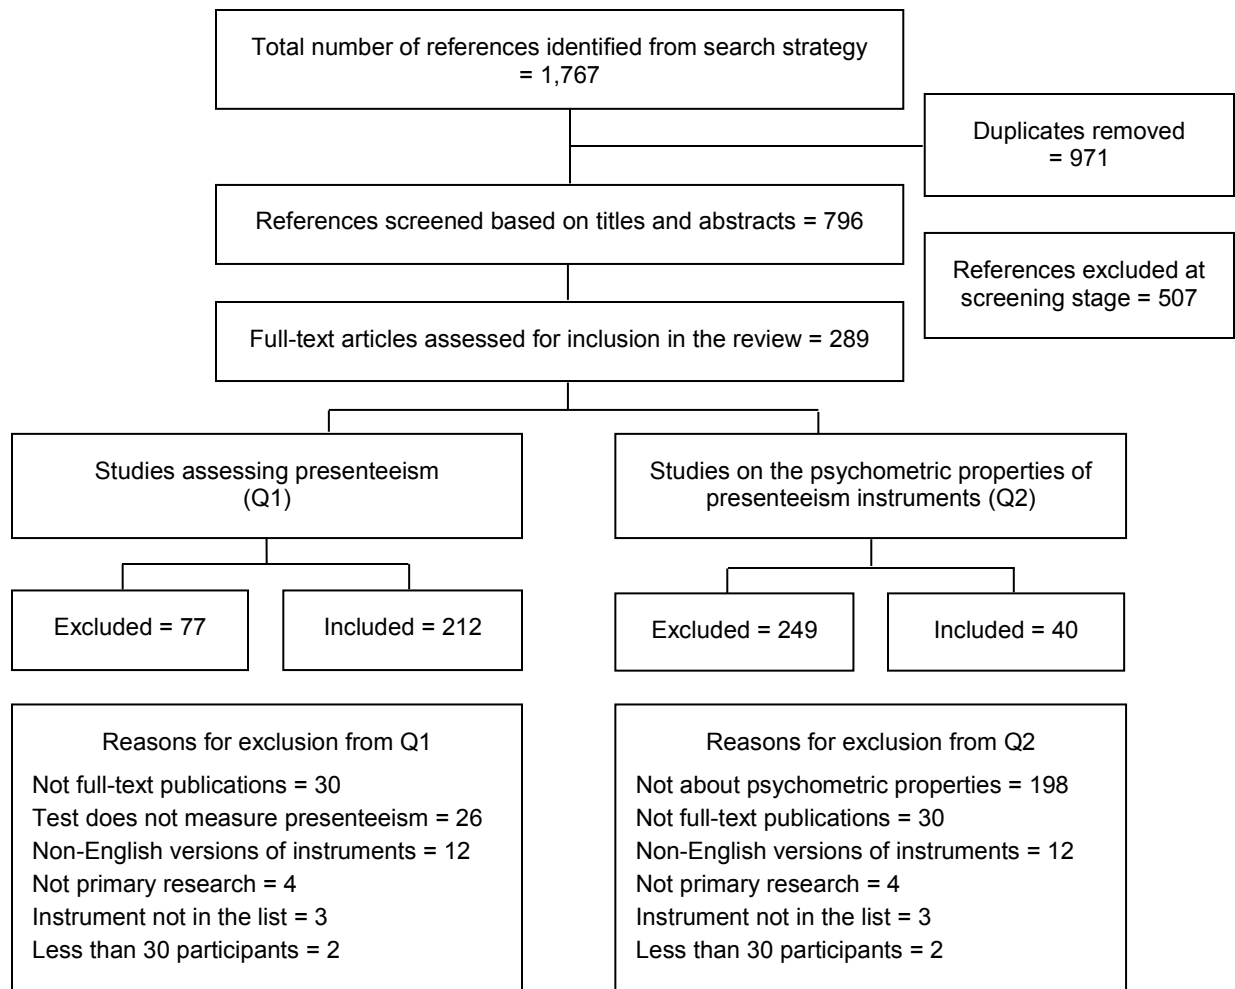 Total number of references identified from search strategy
= 1,767
Duplicates removed
= 971
References screened based on titles and abstracts = 796
References excluded at
screening stage = 507
Full-text articles assessed for inclusion in the review = 289
Studies assessing presenteeism
(Q1)
Studies on the psychometric properties of
presenteeism instruments (Q2)
Excluded = 77
Included = 212
Excluded = 249
Included = 40
Reasons for exclusion from Q1
Not full-text publications = 30
Test does not measure presenteeism = 26
Non-English versions of instruments = 12
Not primary research = 4
Instrument not in the list = 3
Less than 30 participants = 2
Reasons for exclusion from Q2
Not about psychometric properties = 198
Not full-text publications = 30
Non-English versions of instruments = 12
Not primary research = 4
Instrument not in the list = 3
Less than 30 participants = 2